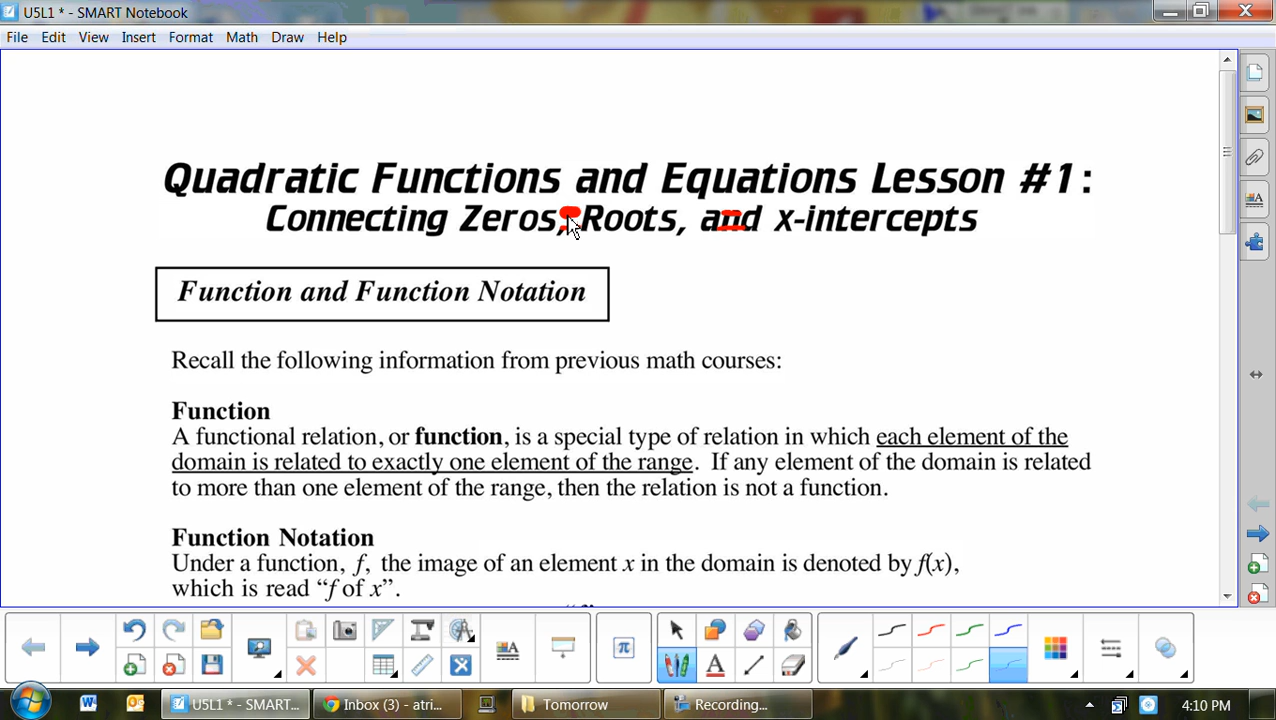 U5L1 * - SMART Notebook
File Edit View Insert Format Math Draw Help
Quadratic Functions and Equations Lesson #1:
Connecting Zeros, Roots, and x-intercepts
Function and Function Notation
Recall the following information from previous math courses:
Function
A functional relation, or function, is a special type of relation in which each element of the
domain is related to exactly one element of the range. If any element of the domain is related
to more than one element of the range, then the relation is not a function.
Function Notation
Under a function, f, the image of an element x in the domain is denoted by f(x),
which is read “f of x”.
U5L1 * - SMART... Inbox (3) - atri... Tomorrow Recording... 4:10 PM